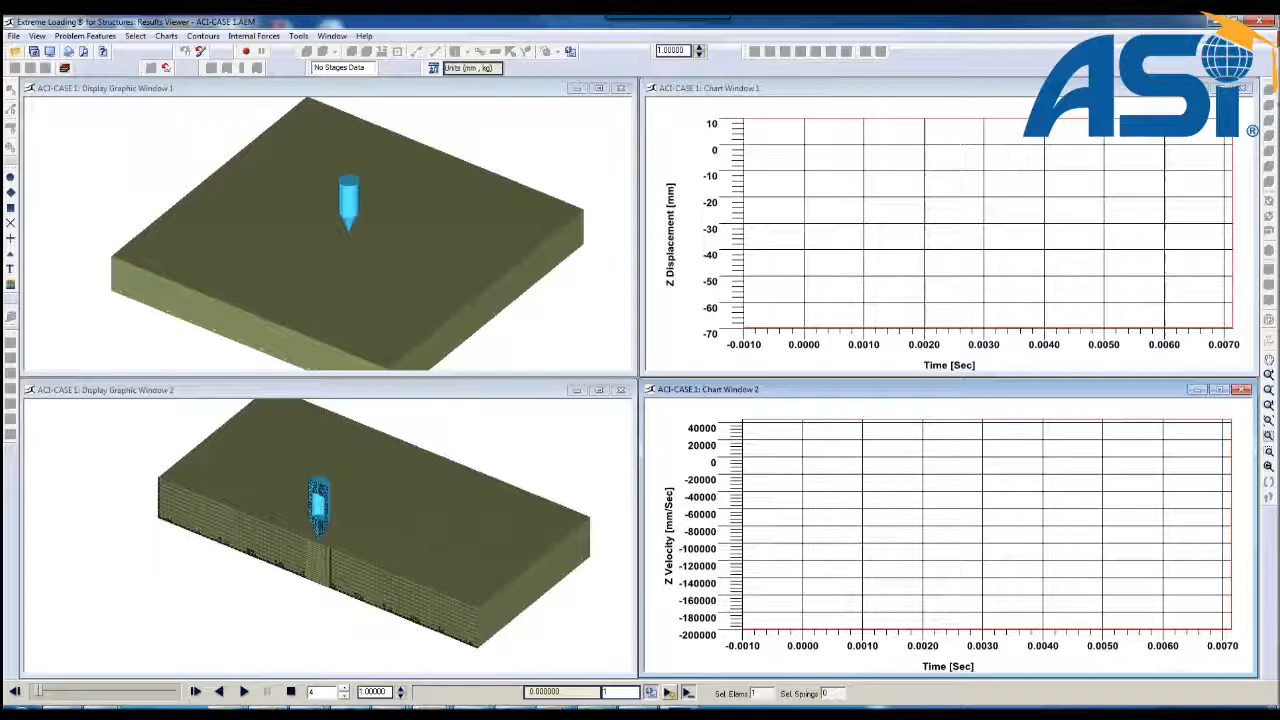 Extreme Loading® for Structures: Results Viewer - ACI-CASE 1.AEM
File View Problem Features Select Charts Contours Instrumental Forces Tools Window Help
1.00000
No Stages Data
Units (mm , kg)
ASI®
ACI-CASE 1: Display Graphic Window 1
ACI-CASE 1: Chart Window 1
10
0
-10
-20
-30
-40
-50
-60
-70
Z Displacement [mm]
-0.0010 0.0000 0.0010 0.0020 0.0030 0.0040 0.0050 0.0060 0.0070
Time [Sec]
ACI-CASE 1: Display Graphic Window 2
ACI-CASE 1: Chart Window 2
40000
20000
0
-20000
-40000
-60000
-80000
-100000
-120000
-140000
-160000
-180000
-200000
Z Velocity [mm/Sec]
-0.0010 0.0000 0.0010 0.0020 0.0030 0.0040 0.0050 0.0060 0.0070
Time [Sec]
4
1.00000
0.000000
1
Sel. Elems 1
Sel. Springs 0